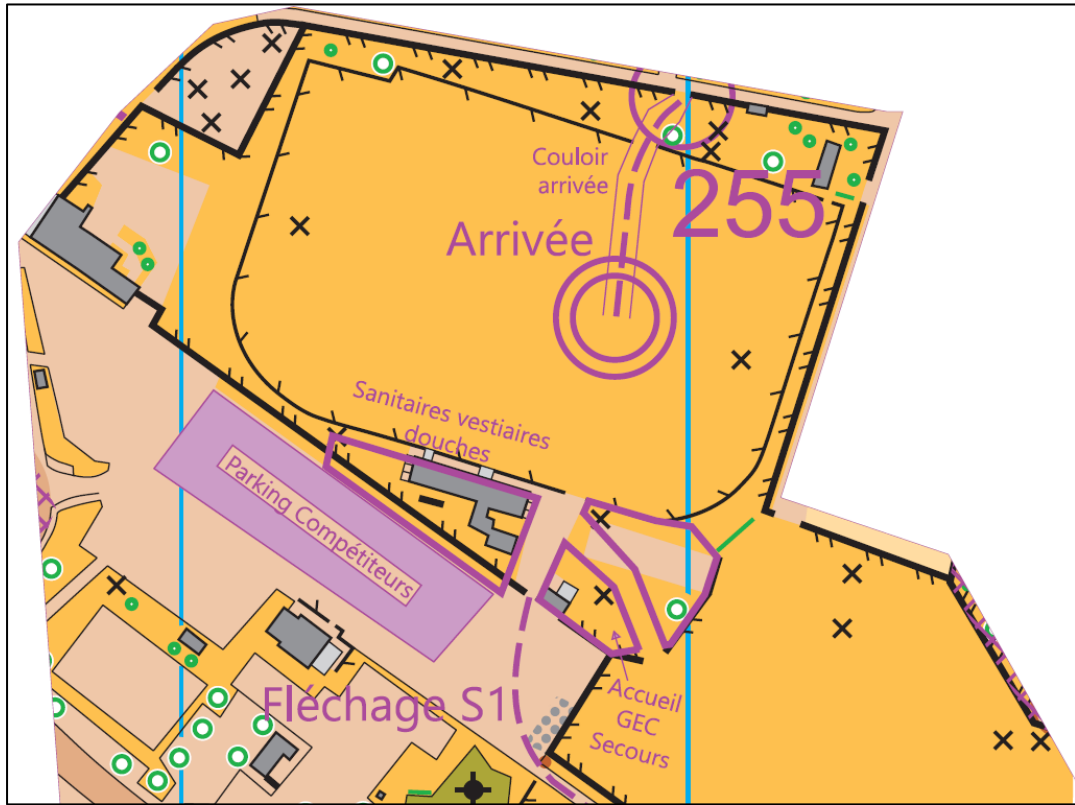 Couloir
arrivée
255
Arrivée
Sanitaires vestiaires
douches
Parking Compétiteurs
Fléchage S1
Accueil
GEC
Secours